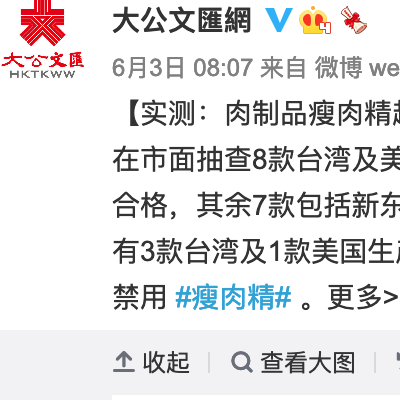 大公文匯網 4
大公文匯
HKTKWW
6月3日 08:07 来自 微博 we
【实测：肉制品瘦肉精
在市面抽查8款台湾及美
合格，其余7款包括新东
有3款台湾及1款美国生产
禁用 #瘦肉精# 。更多>
收起 查看大图